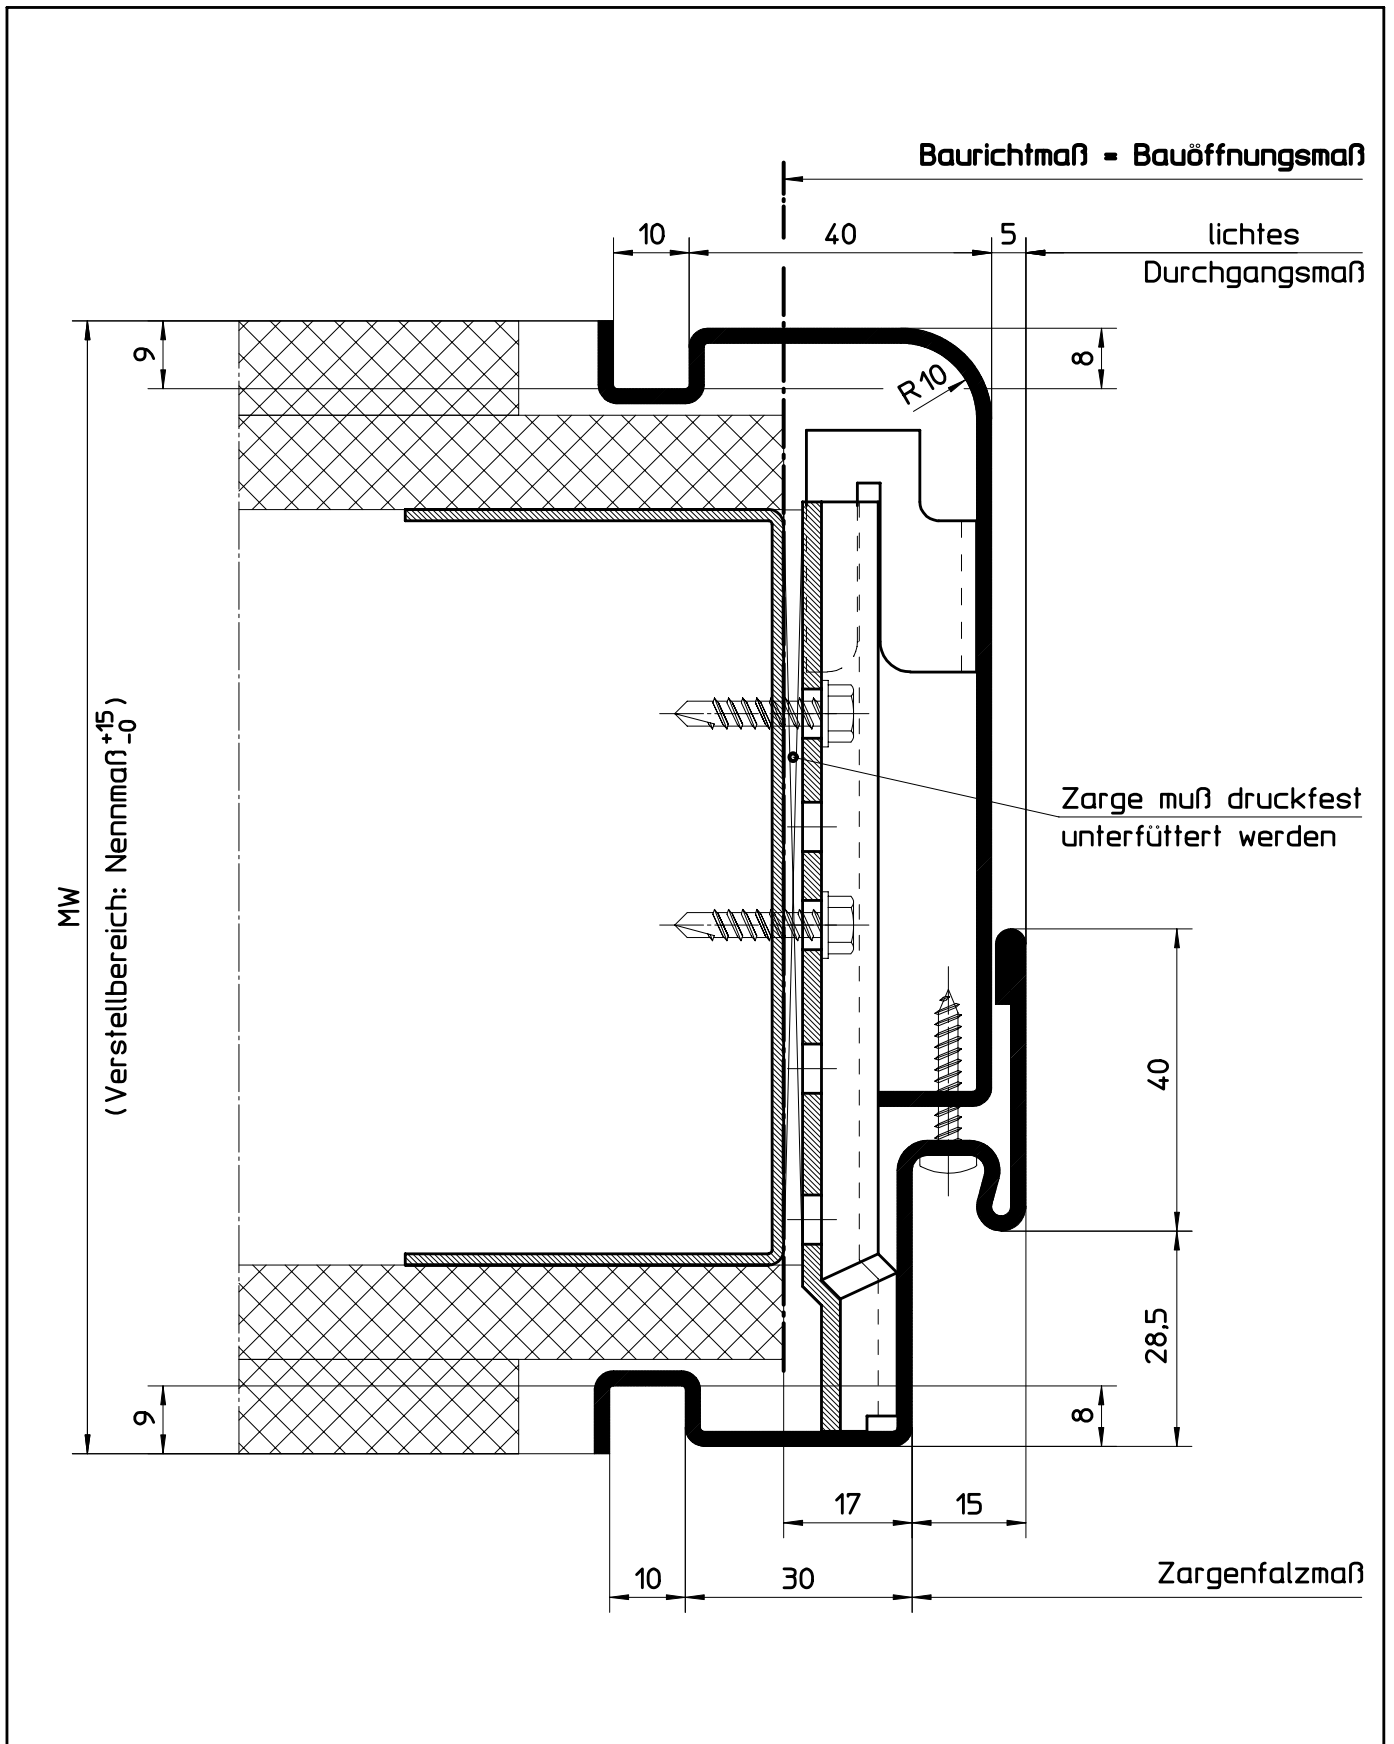 Baurichtmaß = Bauöffnungsmaß
10
40
5
lichtes
Durchgangsmaß
9
8
R10
MW
(Verstellbereich: Nennmaß +15 -0)
Zarge muß druckfest
unterfüttert werden
40
28,5
9
8
17
15
10
30
Zargenfalzmaß